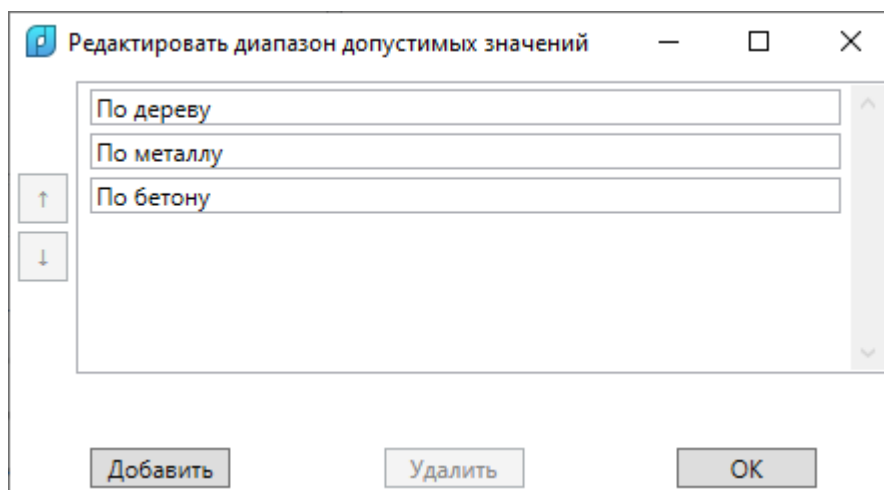 Редактировать диапазон допустимых значений
По дереву
По металлу
По бетону
↑
↓
Добавить Удалить OK